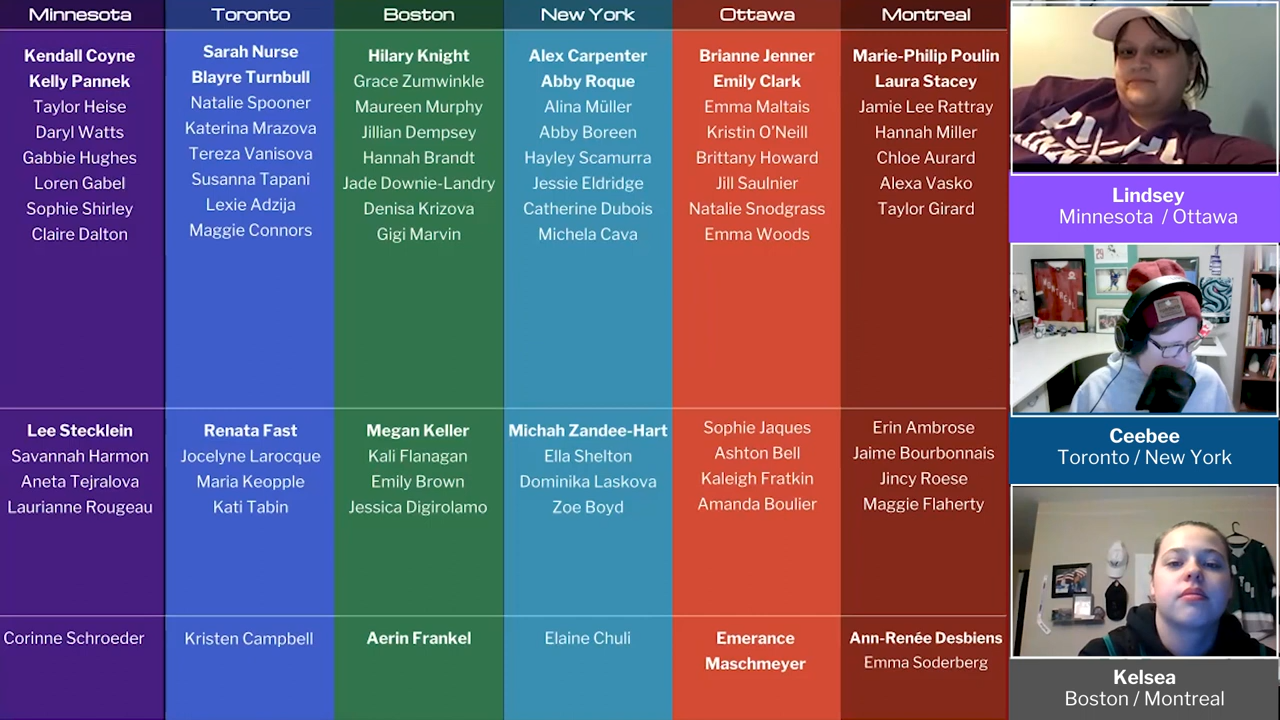 Minnesota
Kendall Coyne
Kelly Pannek
Taylor Heise
Daryl Watts
Gabbie Hughes
Loren Gabel
Sophie Shirley
Claire Dalton
Lee Stecklein
Savannah Harmon
Aneta Tejralova
Laurianne Rougeau
Corinne Schroeder
Toronto
Sarah Nurse
Blayre Turnbull
Natalie Spooner
Katerina Mrazova
Tereza Vanisova
Susanna Tapani
Lexie Adzija
Maggie Connors
Renata Fast
Jocelyne Larocque
Maria Keopple
Kati Tabin
Kristen Campbell
Boston
Hilary Knight
Grace Zumwinkle
Maureen Murphy
Jillian Dempsey
Hannah Brandt
Jade Downie-Landry
Denisa Krizova
Gigi Marvin
Megan Keller
Kali Flanagan
Emily Brown
Jessica Digirolamo
Aerin Frankel
New York
Alex Carpenter
Abby Roque
Alina Müller
Abby Boreen
Hayley Scamurra
Jessie Eldridge
Catherine Dubois
Michela Cava
Michah Zandee-Hart
Ella Shelton
Dominika Laskova
Zoe Boyd
Elaine Chuli
Ottawa
Brianne Jenner
Emily Clark
Emma Maltais
Kristin O'Neill
Brittany Howard
Jill Saulnier
Natalie Snodgrass
Emma Woods
Sophie Jaques
Ashton Bell
Kaleigh Fratkin
Amanda Boulier
Emerance
Maschmeyer
Montreal
Marie-Philip Poulin
Laura Stacey
Jamie Lee Rattray
Hannah Miller
Chloe Aurard
Alexa Vasko
Taylor Girard
Erin Ambrose
Jaime Bourbonnais
Jincy Roese
Maggie Flaherty
Ann-Renée Desbiens
Emma Soderberg
Lindsey
Minnesota / Ottawa
Ceebee
Toronto / New York
Kelsea
Boston / Montreal